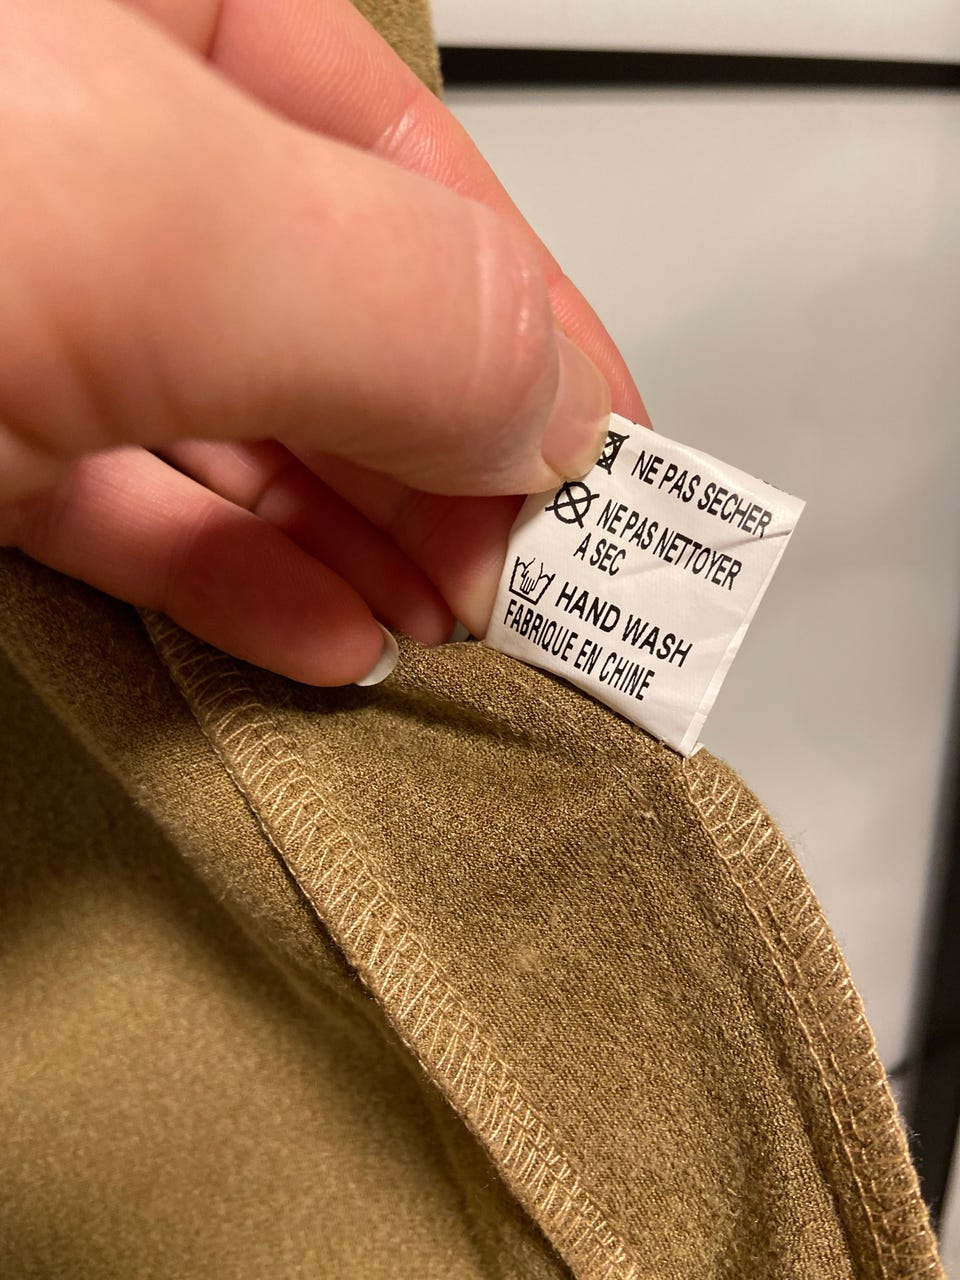 NE PAS SECHER
NE PAS NETTOYER
A SEC
HAND WASH
FABRIQUE EN CHINE